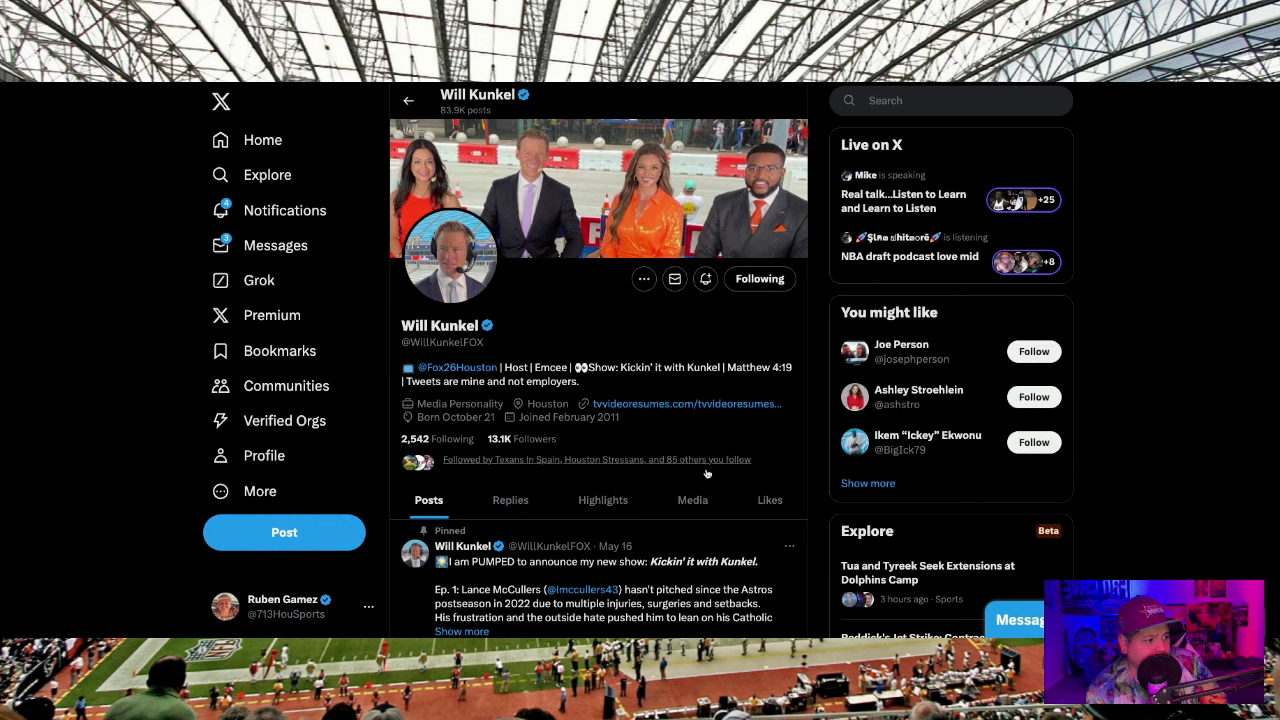 Will Kunkel
83.9K posts
Home
Explore
4
Notifications
3
Messages
Grok
Premium
Bookmarks
Communities
Verified Orgs
Profile
More
Post
Ruben Gamez
@713HouSports
Following
Will Kunkel
@WillKunkelFOX
@Fox26Houston | Host | Emcee | 👀Show: Kickin' it with Kunkel | Matthew 4:19
| Tweets are mine and not employers.
Media Personality Houston tvvideoresumes.com/tvvideoresumes...
Born October 21 Joined February 2011
2,542 Following 13.1K Followers
Followed by Texans In Spain, Houston Stressans, and 85 others you follow
Posts Replies Highlights Media Likes
Pinned
Will Kunkel @WillKunkelFOX · May 16
I am PUMPED to announce my new show: Kickin' it with Kunkel.
Ep. 1: Lance McCullers (@lmccullers43) hasn't pitched since the Astros
postseason in 2022 due to multiple injuries, surgeries and setbacks.
His frustration and the outside hate pushed him to lean on his Catholic
Show more
Search
Live on X
Mike is speaking
Real talk...Listen to Learn
and Learn to Listen
+25
is listening
NBA draft podcast love mid
+8
You might like
Joe Person
@josephperson
Follow
Ashley Stroehlein
@ashstro
Follow
Ikem “Ickey” Ekwonu
@BigIck79
Follow
Show more
Explore
Beta
Tua and Tyreek Seek Extensions at
Dolphins Camp
3 hours ago · Sports
Messag
NFL